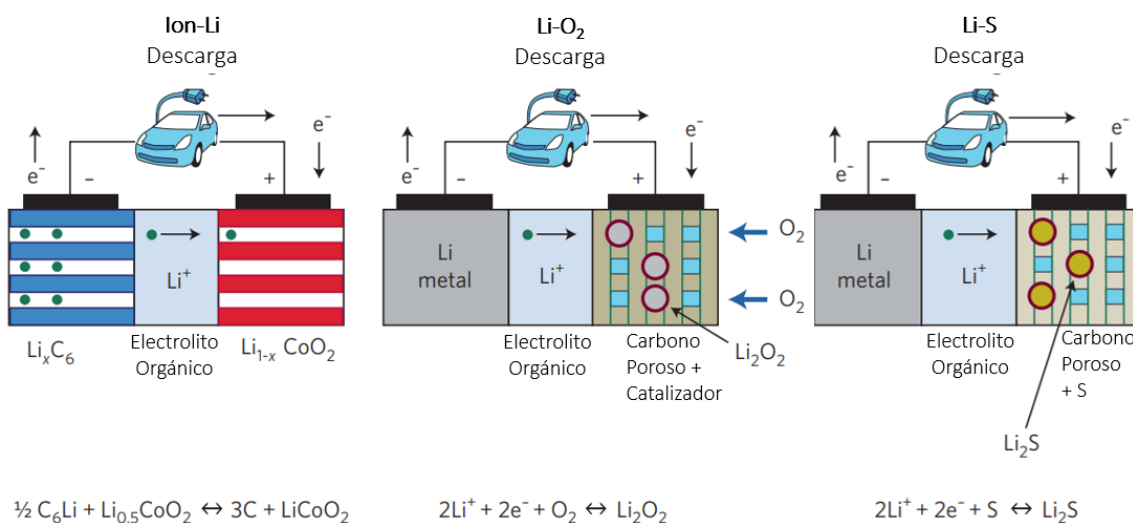 Ion-Li
Descarga
e⁻
−
+
e⁻
Li⁺
LiₓC₆
Electrolito
Orgánico
Li₁₋ₓ CoO₂
½ C₆Li + Li₀.₅CoO₂ ↔ 3C + LiCoO₂
Li-O₂
Descarga
e⁻
−
+
e⁻
Li
metal
Li⁺
O₂
O₂
Electrolito
Orgánico
Carbono
Poroso +
Catalizador
Li₂O₂
2Li⁺ + 2e⁻ + O₂ ↔ Li₂O₂
Li-S
Descarga
e⁻
−
+
e⁻
Li
metal
Li⁺
Electrolito
Orgánico
Carbono
Poroso
+ S
Li₂S
2Li⁺ + 2e⁻ + S ↔ Li₂S